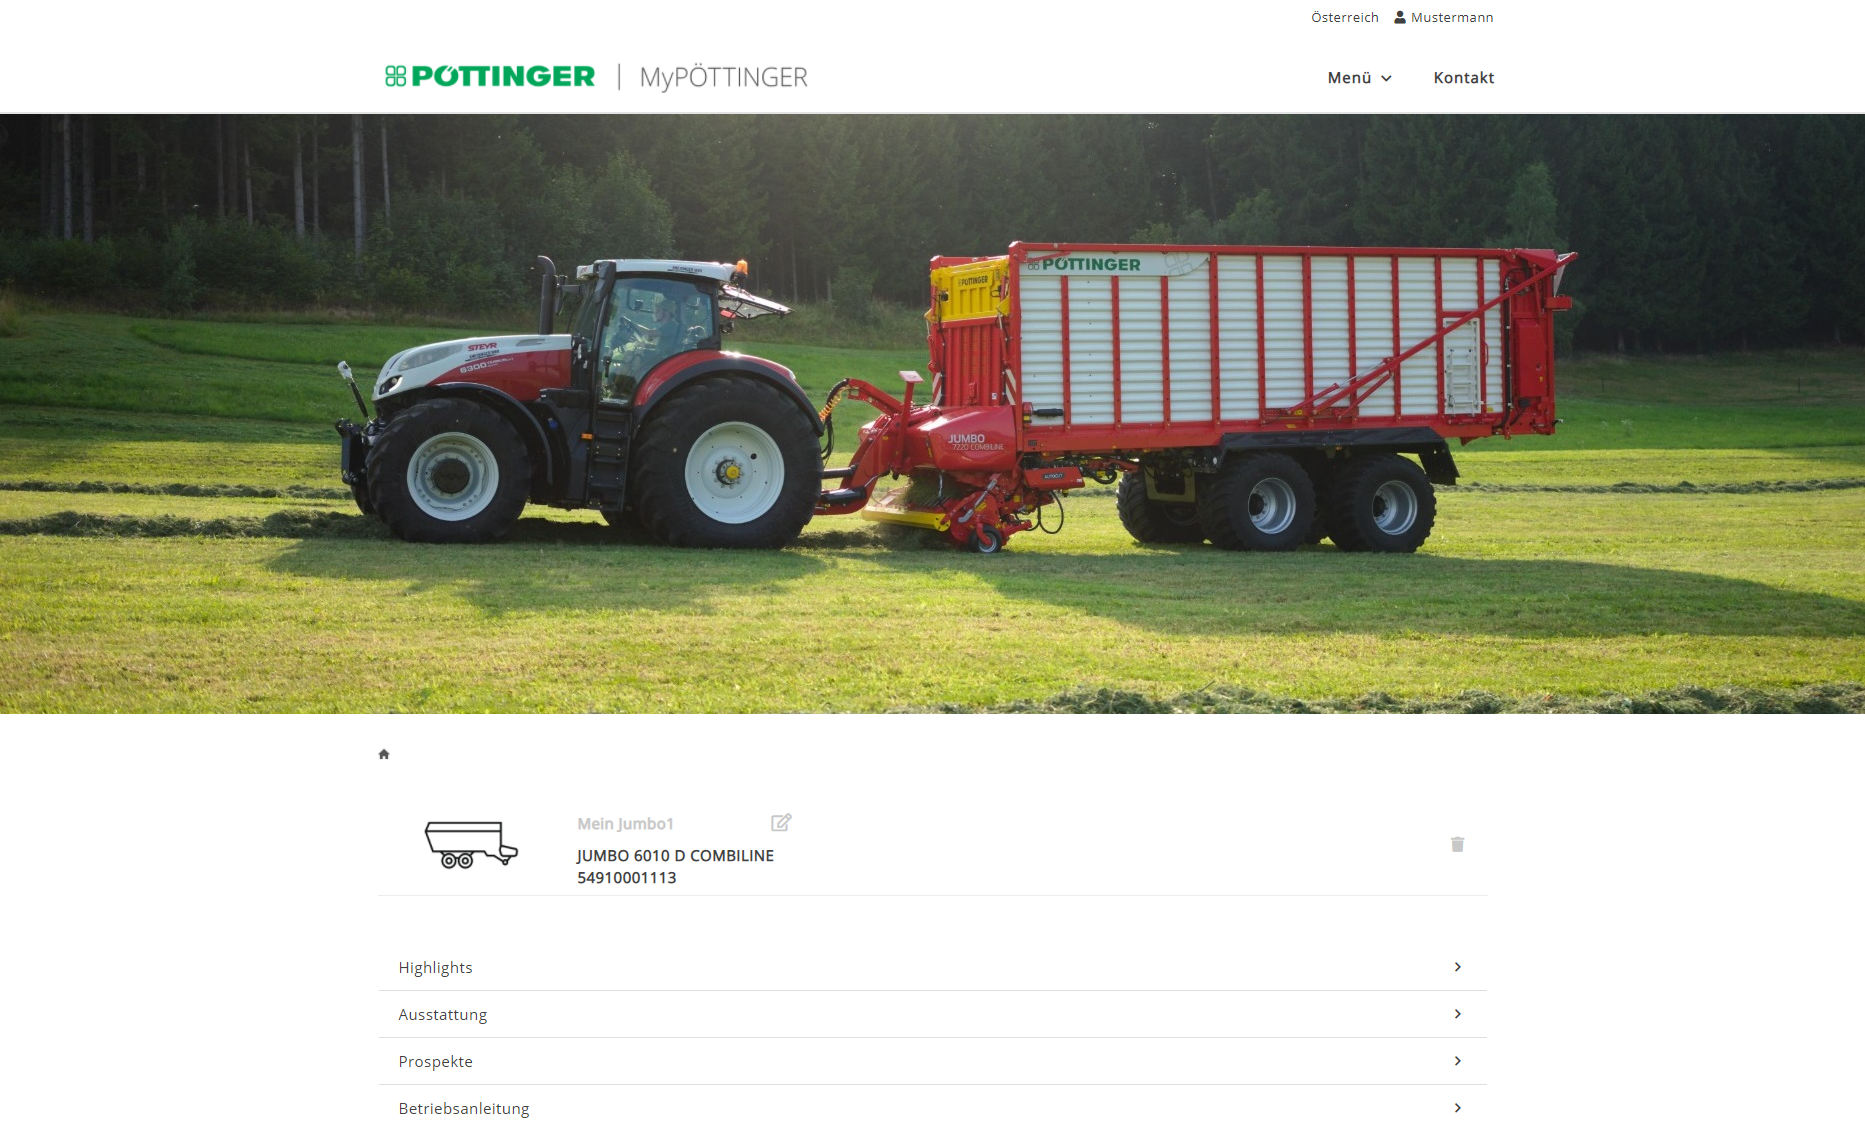 Österreich Mustermann
PÖTTINGER | MyPÖTTINGER
Menü Kontakt
PÖTTINGER
PÖTTINGER
STEYR
6300
JUMBO
7220 COMBILINE
AUTOCUT
Mein Jumbo1
JUMBO 6010 D COMBILINE
54910001113
Highlights
Ausstattung
Prospekte
Betriebsanleitung